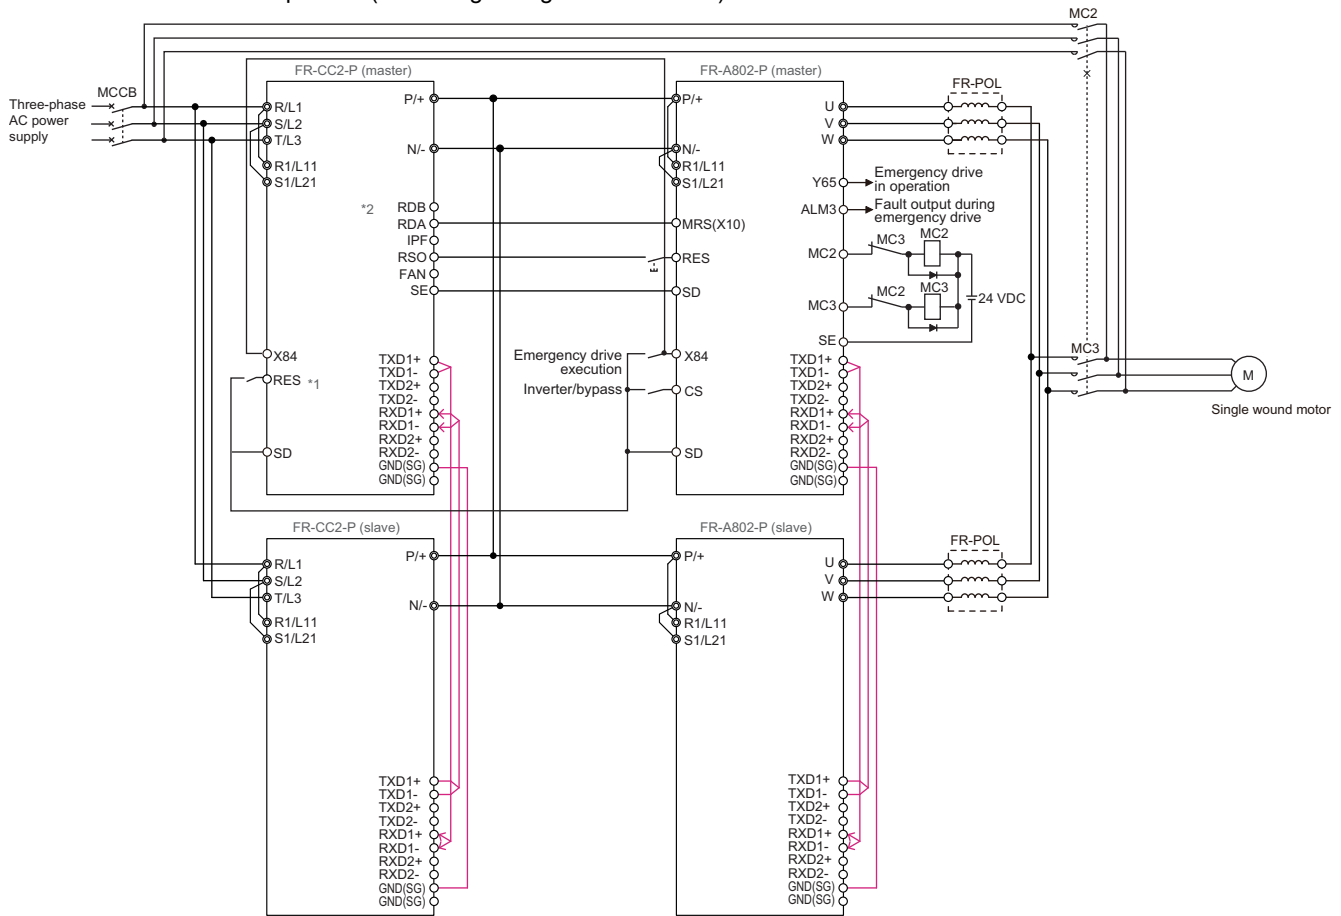 MC2
FR-CC2-P (master)
FR-A802-P (master)
FR-POL
MCCB
Three-phase
AC power
supply
R/L1
S/L2
T/L3
R1/L11
S1/L21
P/+
N/-
*2
RDB
RDA
IPF
RSO
FAN
SE
X84
RES *1
SD
TXD1+
TXD1-
TXD2+
TXD2-
RXD1+
RXD1-
RXD2+
RXD2-
GND(SG)
GND(SG)
P/+
N/-
R1/L11
S1/L21
MRS(X10)
RES
SD
Emergency drive
execution
X84
Inverter/bypass
CS
SD
U
V
W
Y65
Emergency drive
in operation
ALM3
Fault output during
emergency drive
MC2
MC3
MC2
MC3
MC2
MC3
24 VDC
SE
TXD1+
TXD1-
TXD2+
TXD2-
RXD1+
RXD1-
RXD2+
RXD2-
GND(SG)
GND(SG)
MC3
M
Single wound motor
FR-CC2-P (slave)
FR-A802-P (slave)
FR-POL
R/L1
S/L2
T/L3
R1/L11
S1/L21
P/+
N/-
TXD1+
TXD1-
TXD2+
TXD2-
RXD1+
RXD1-
RXD2+
RXD2-
GND(SG)
GND(SG)
P/+
N/-
R1/L11
S1/L21
U
V
W
TXD1+
TXD1-
TXD2+
TXD2-
RXD1+
RXD1-
RXD2+
RXD2-
GND(SG)
GND(SG)